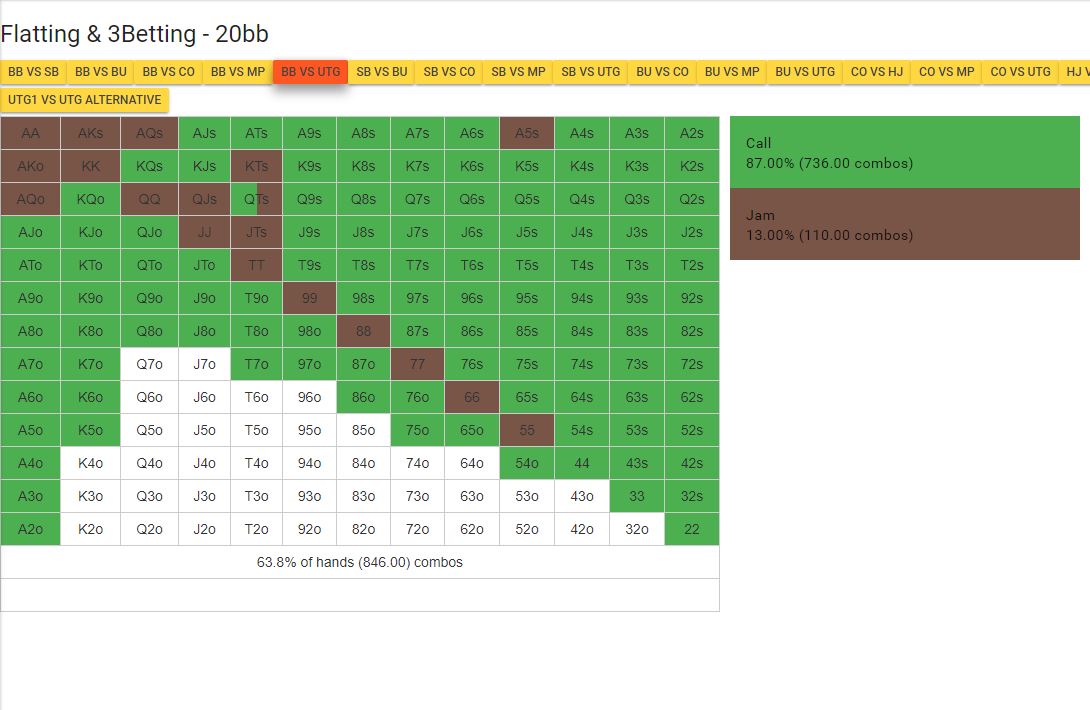 Flatting & 3Betting - 20bb
BB VS SB BB VS BU BB VS CO BB VS MP BB VS UTG SB VS BU SB VS CO SB VS MP SB VS UTG BU VS CO BU VS MP BU VS UTG CO VS HJ CO VS MP CO VS UTG HJ V
UTG1 VS UTG ALTERNATIVE
AA AKs AQs AJs ATs A9s A8s A7s A6s A5s A4s A3s A2s
AKo KK KQs KJs KTs K9s K8s K7s K6s K5s K4s K3s K2s
AQo KQo QQ QJs QTs Q9s Q8s Q7s Q6s Q5s Q4s Q3s Q2s
AJo KJo QJo JJ JTs J9s J8s J7s J6s J5s J4s J3s J2s
ATo KTo QTo JTo TT T9s T8s T7s T6s T5s T4s T3s T2s
A9o K9o Q9o J9o T9o 99 98s 97s 96s 95s 94s 93s 92s
A8o K8o Q8o J8o T8o 98o 88 87s 86s 85s 84s 83s 82s
A7o K7o Q7o J7o T7o 97o 87o 77 76s 75s 74s 73s 72s
A6o K6o Q6o J6o T6o 96o 86o 76o 66 65s 64s 63s 62s
A5o K5o Q5o J5o T5o 95o 85o 75o 65o 55 54s 53s 52s
A4o K4o Q4o J4o T4o 94o 84o 74o 64o 54o 44 43s 42s
A3o K3o Q3o J3o T3o 93o 83o 73o 63o 53o 43o 33 32s
A2o K2o Q2o J2o T2o 92o 82o 72o 62o 52o 42o 32o 22
63.8% of hands (846.00) combos
Call
87.00% (736.00 combos)
Jam
13.00% (110.00 combos)